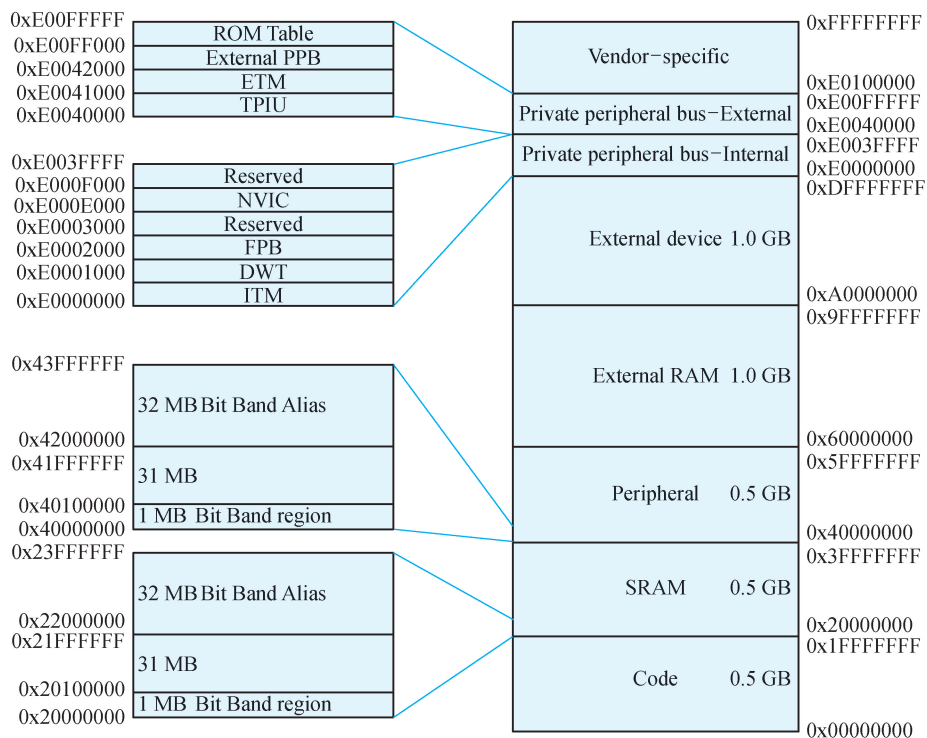 0xE00FFFFF
ROM Table
0xE00FF000
External PPB
0xE0042000
ETM
0xE0041000
TPIU
0xE0040000
0xE003FFFF
Reserved
0xE000F000
NVIC
0xE000E000
Reserved
0xE0003000
FPB
0xE0002000
DWT
0xE0001000
ITM
0xE0000000
0x43FFFFFF
32 MB Bit Band Alias
0x42000000
0x41FFFFFF
31 MB
0x40100000
1 MB Bit Band region
0x40000000
0x23FFFFFF
32 MB Bit Band Alias
0x22000000
0x21FFFFFF
31 MB
0x20100000
1 MB Bit Band region
0x20000000
0xFFFFFFFF
Vendor-specific
0xE0100000
0xE00FFFFF
Private peripheral bus-External
0xE0040000
0xE003FFFF
Private peripheral bus-Internal
0xE0000000
0xDFFFFFFF
External device 1.0 GB
0xA0000000
0x9FFFFFFF
External RAM 1.0 GB
0x60000000
0x5FFFFFFF
Peripheral 0.5 GB
0x40000000
0x3FFFFFFF
SRAM 0.5 GB
0x20000000
0x1FFFFFFF
Code 0.5 GB
0x00000000